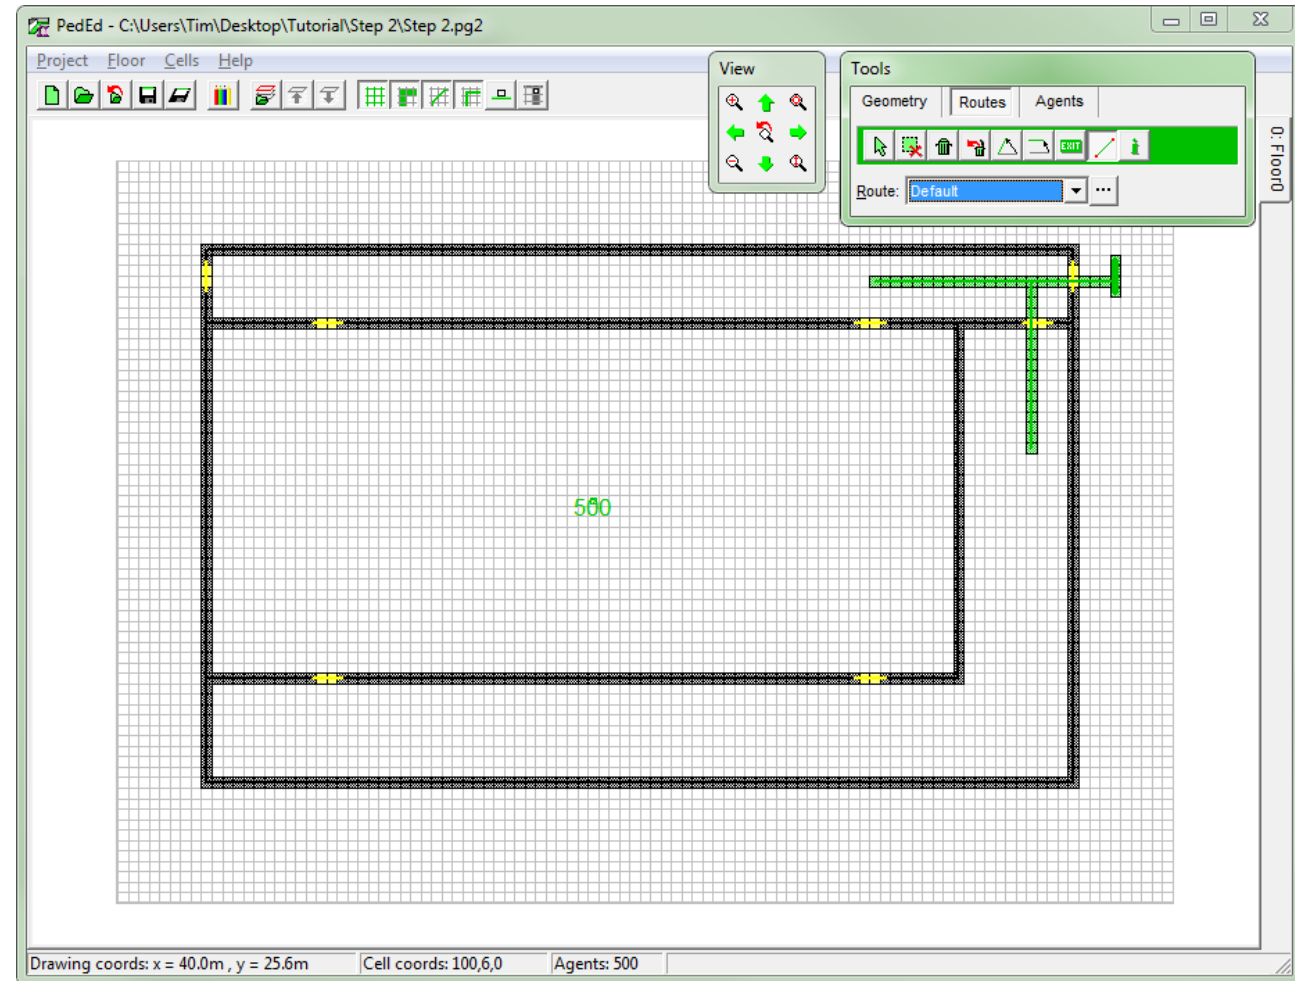 PedEd - C:\Users\Tim\Desktop\Tutorial\Step 2\Step 2.pg2
Project Floor Cells Help
View
Tools
Geometry Routes Agents
EXIT
Route: Default ...
0: Floor0
500
Drawing coords: x = 40.0m , y = 25.6m
Cell coords: 100,6,0
Agents: 500